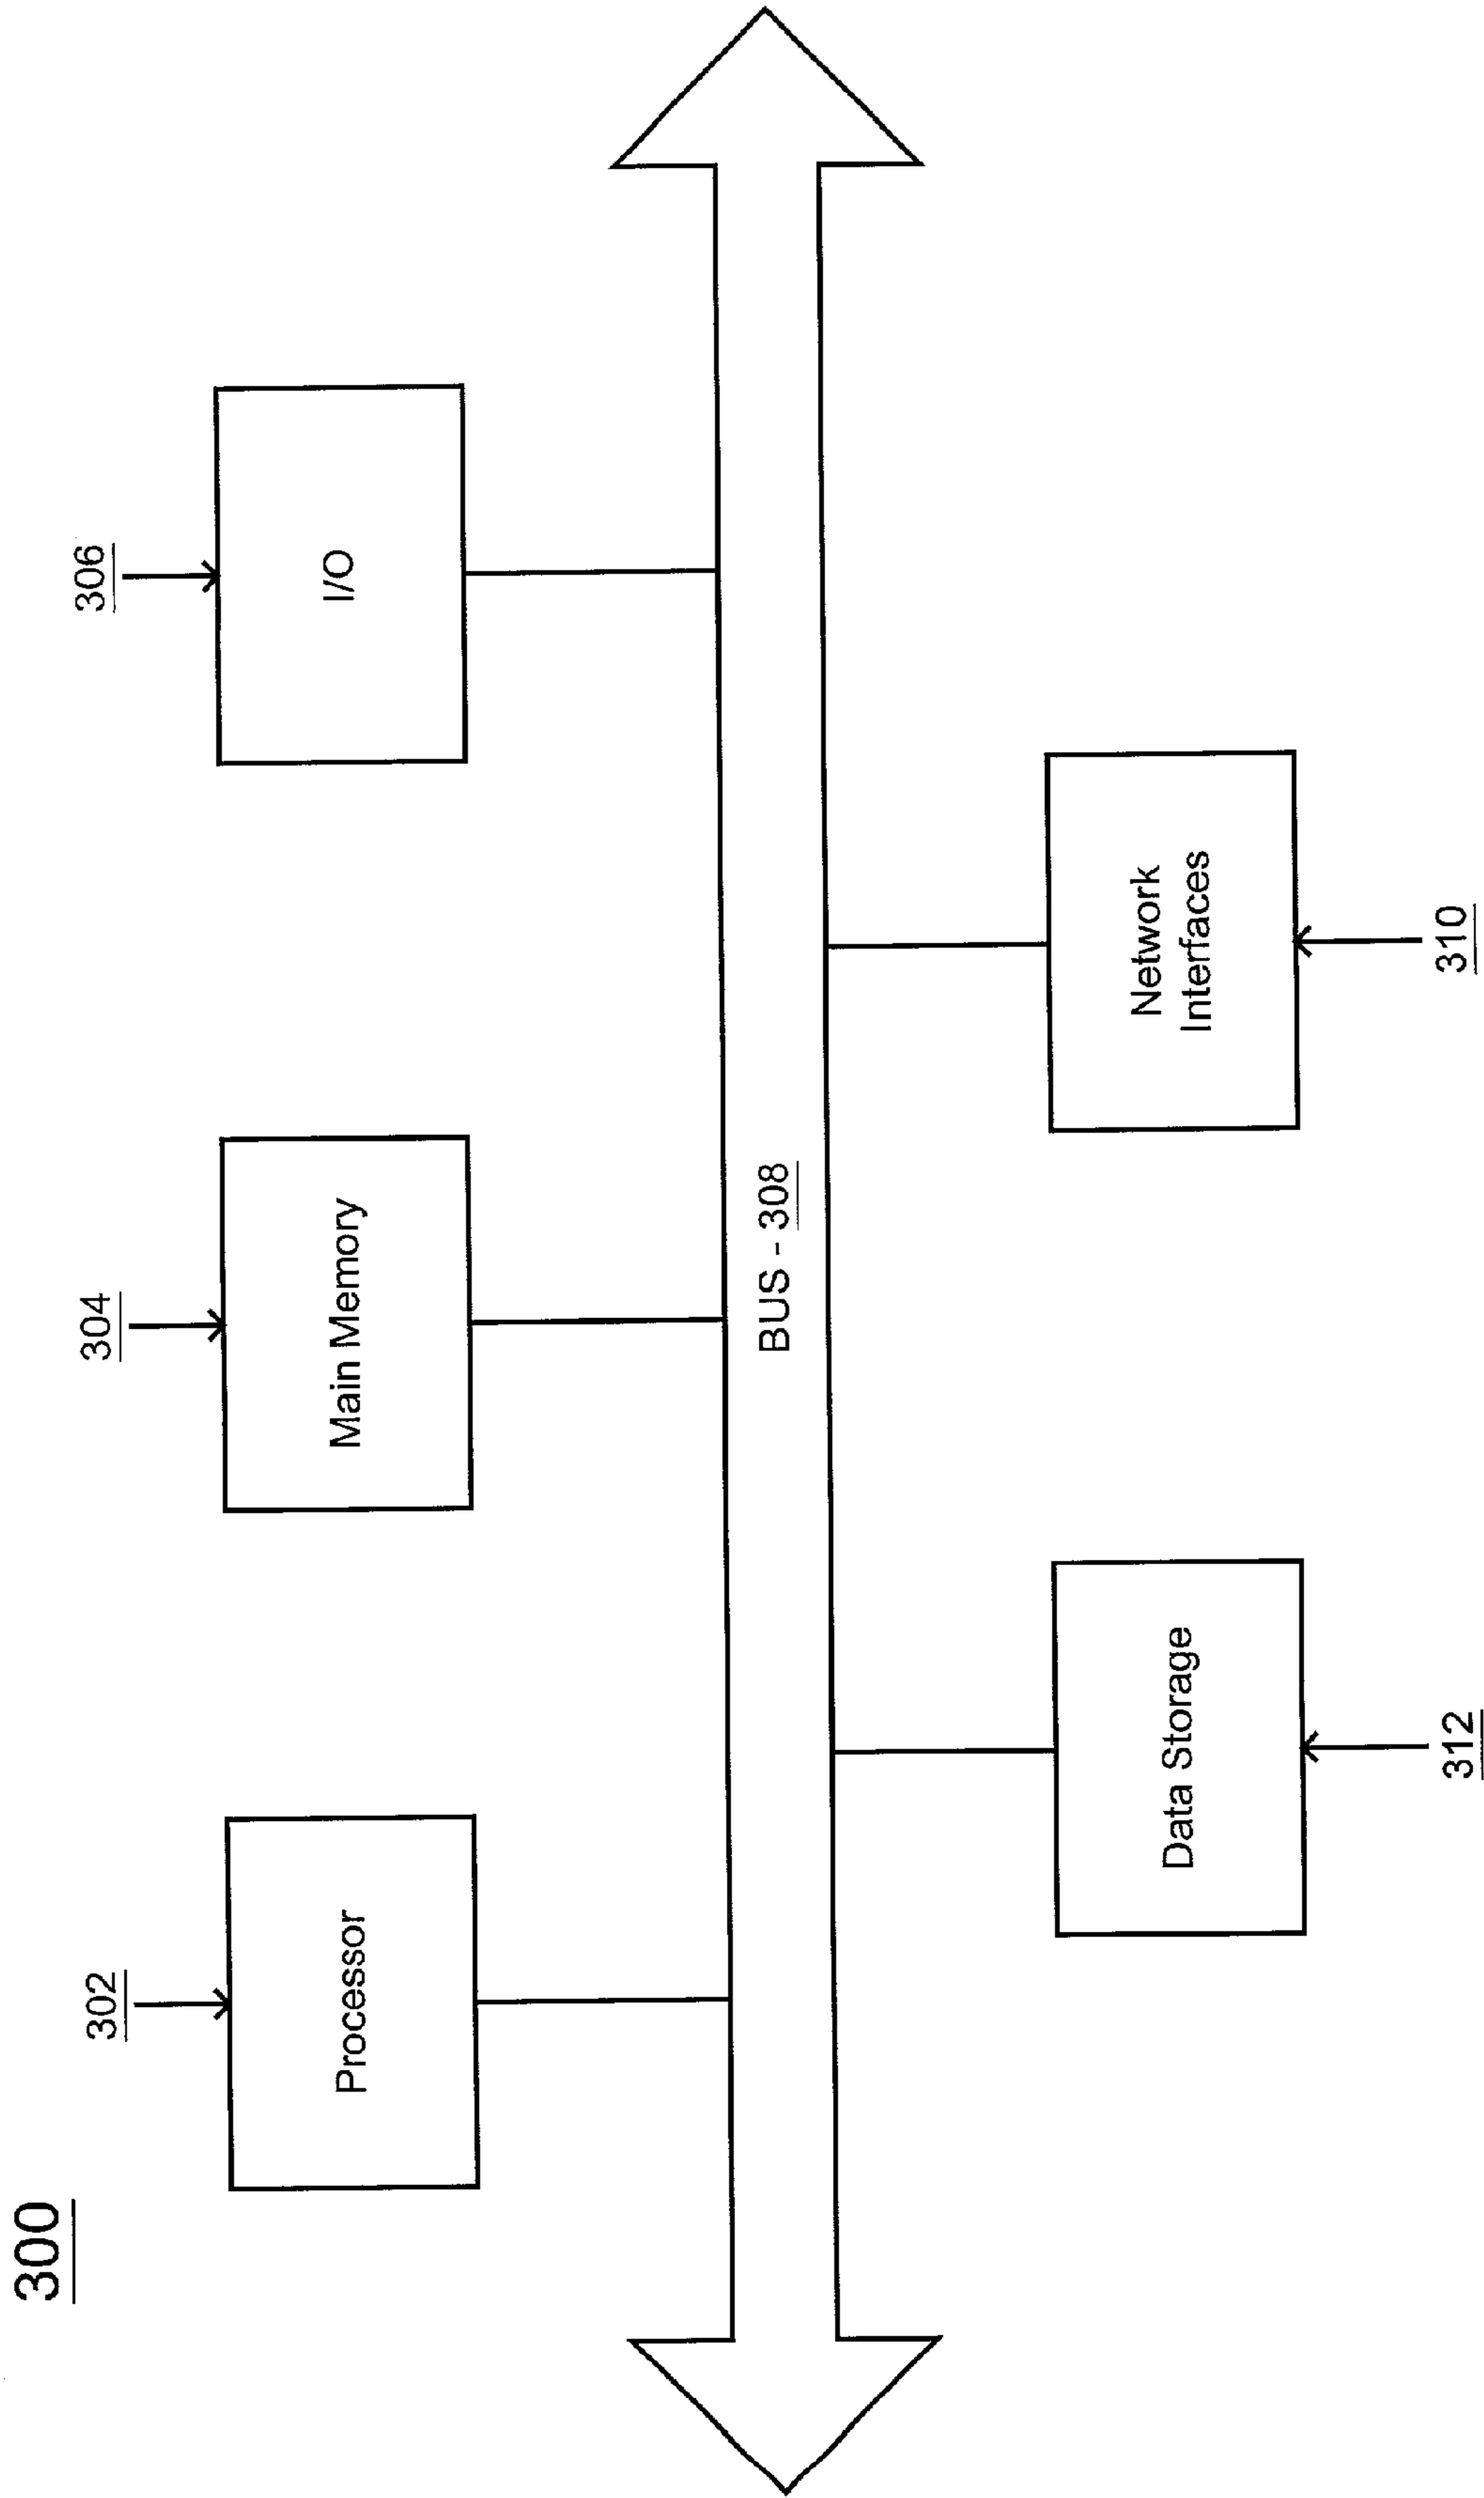 300
302
304
306
Processor
Main Memory
I/O
BUS - 308
Data Storage
Network
Interfaces
312
310